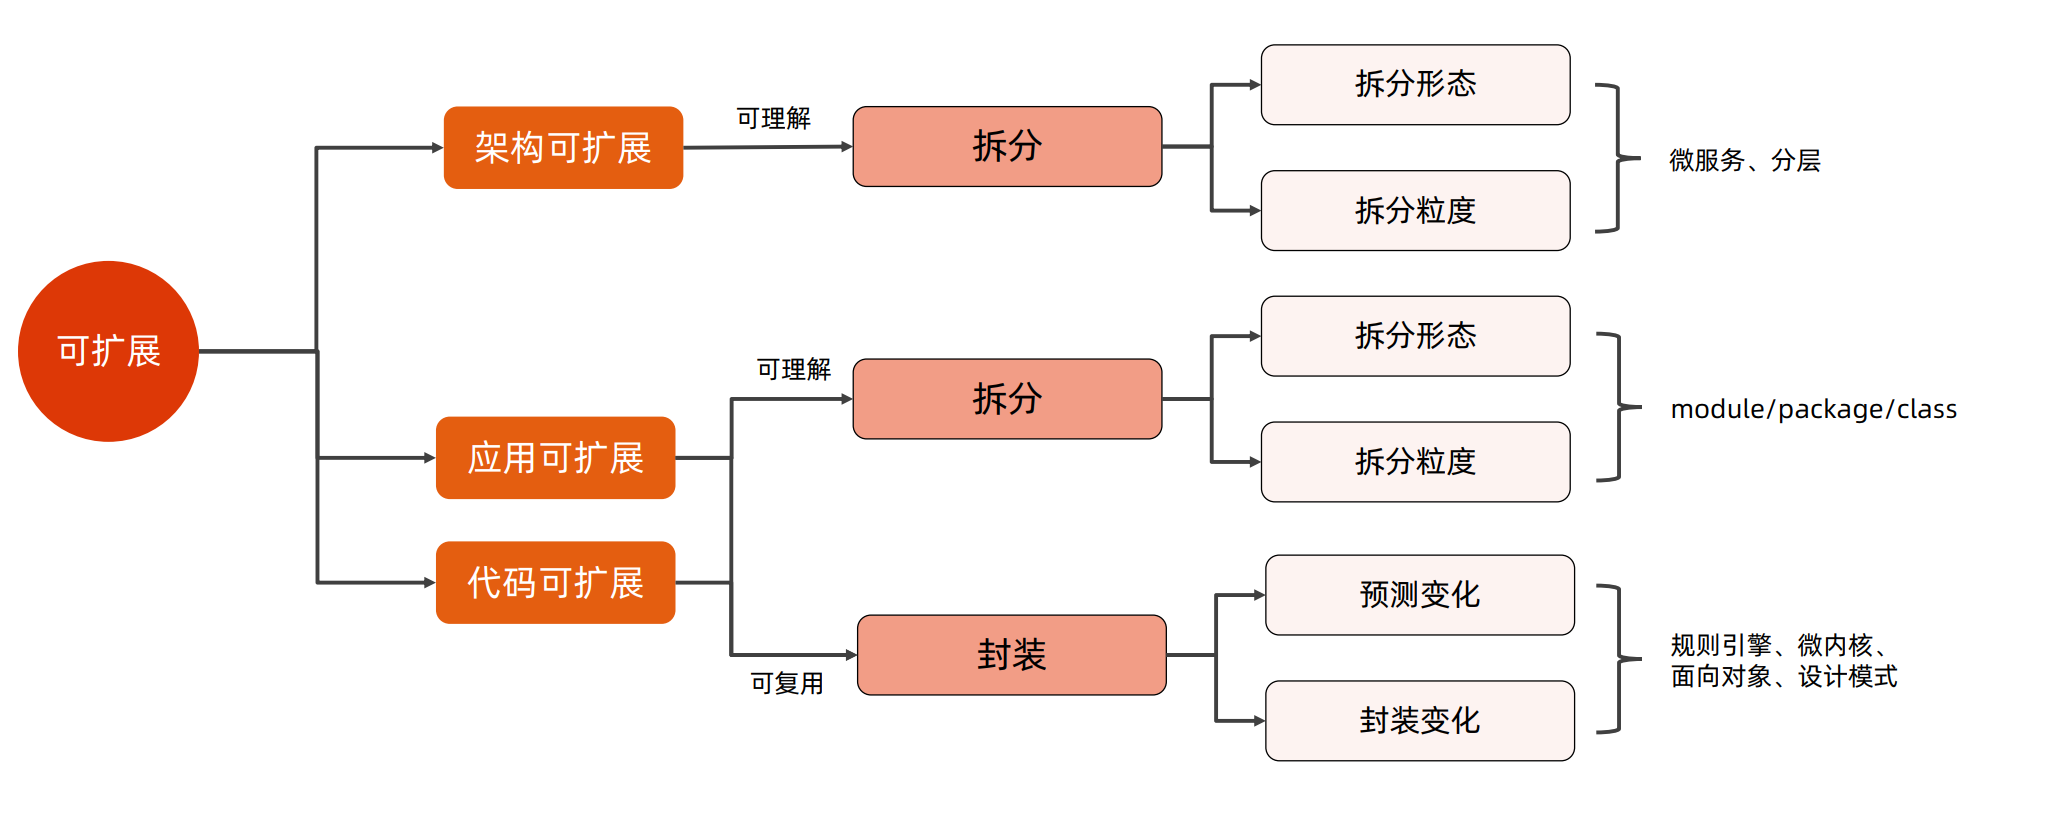 可扩展
架构可扩展
可理解
拆分
拆分形态
拆分粒度
微服务、分层
应用可扩展
代码可扩展
可理解
拆分
拆分形态
拆分粒度
module/package/class
可复用
封装
预测变化
封装变化
规则引擎、微内核、
面向对象、设计模式